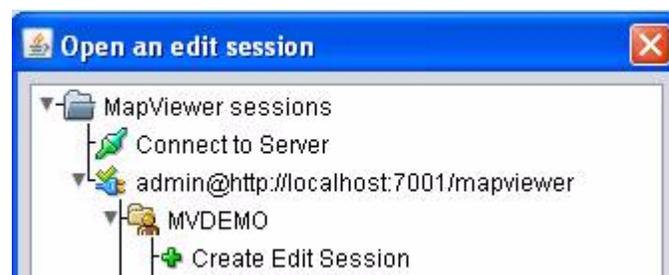 Open an edit session
MapViewer sessions
Connect to Server
admin@http://localhost:7001/mapviewer
MVDEMO
Create Edit Session